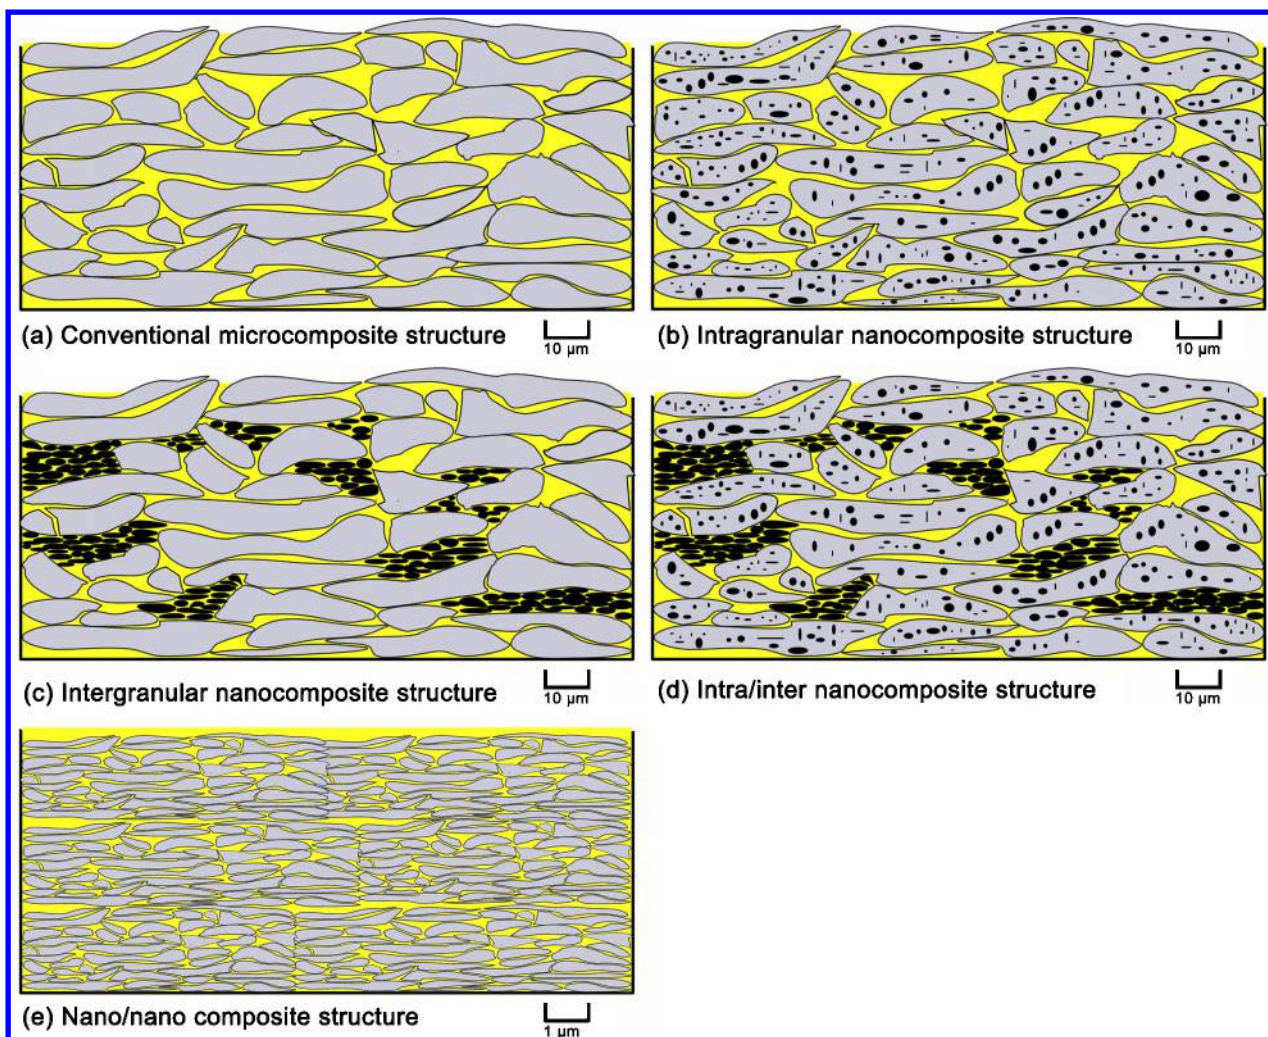 (a) Conventional microcomposite structure
10 µm
(b) Intragranular nanocomposite structure
10 µm
(c) Intergranular nanocomposite structure
10 µm
(d) Intra/inter nanocomposite structure
10 µm
(e) Nano/nano composite structure
1 µm